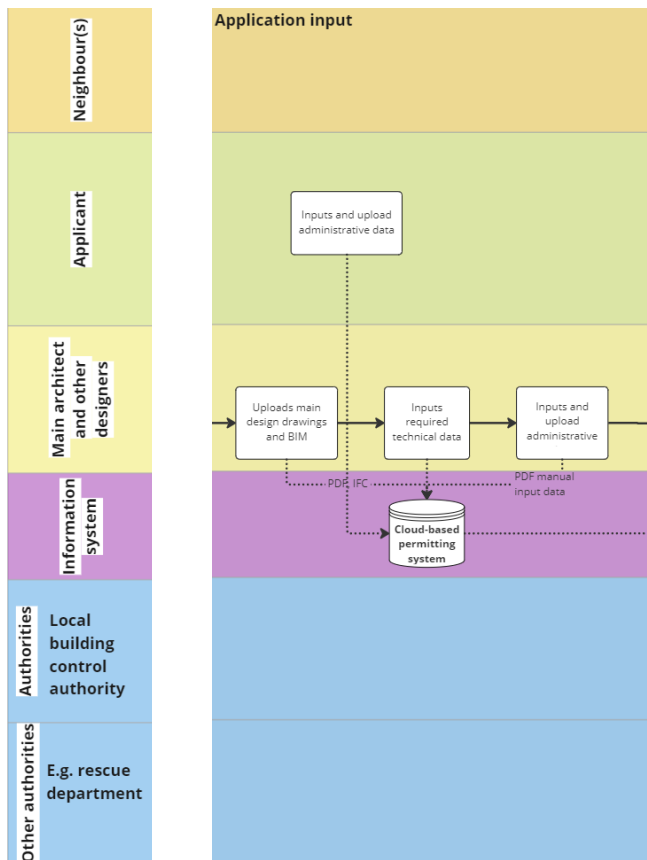 Application input
Neighbour(s)
Applicant
Inputs and upload
administrative data
Main architect
and other
designers
Uploads main
design drawings
and BIM
Inputs
required
technical data
Inputs and
upload
administrative
PDF, IFC
PDF manual
input data
Information
system
Cloud-based
permitting
system
Authorities
Local
building
control
authority
Other authorities
E.g. rescue
department